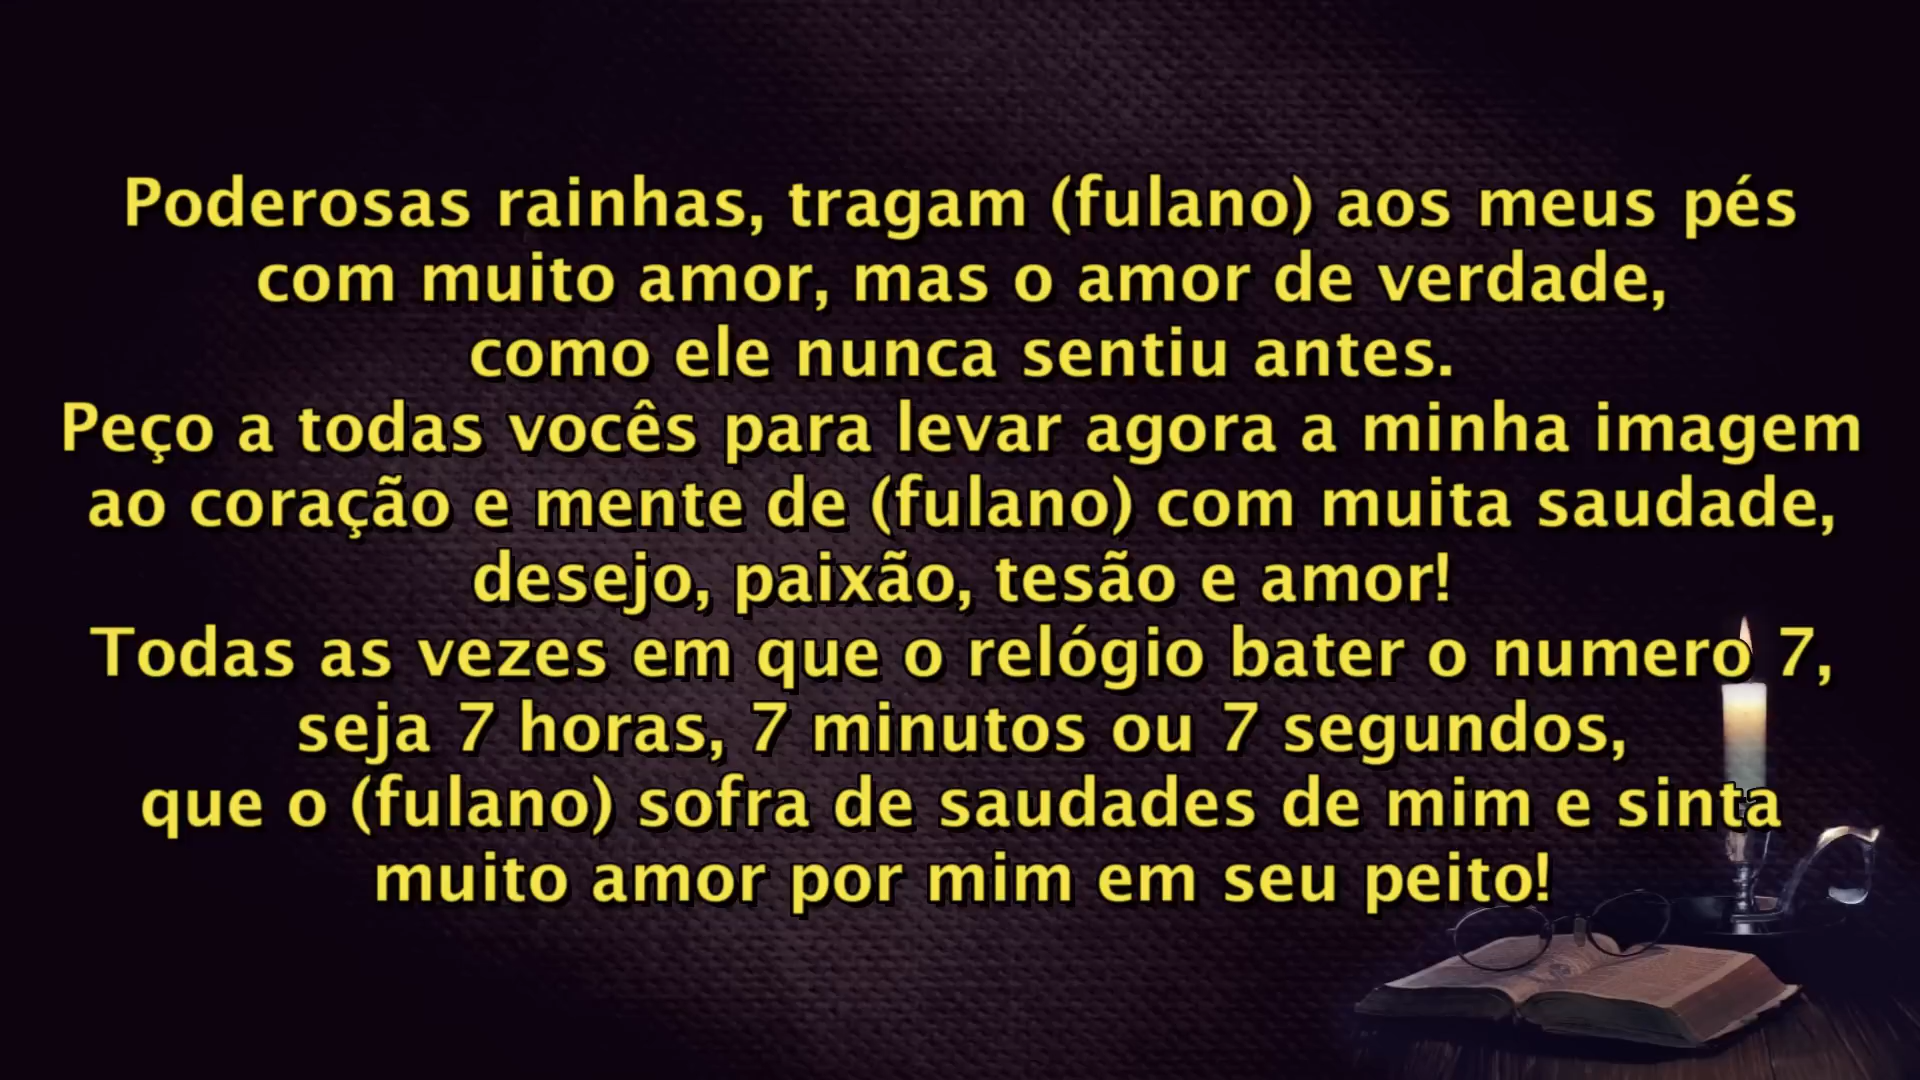 Poderosas rainhas, tragam (fulano) aos meus pés
com muito amor, mas o amor de verdade,
como ele nunca sentiu antes.
Peço a todas vocês para levar agora a minha imagem
ao coração e mente de (fulano) com muita saudade,
desejo, paixão, tesão e amor!
Todas as vezes em que o relógio bater o numero 7,
seja 7 horas, 7 minutos ou 7 segundos,
que o (fulano) sofra de saudades de mim e sinta
muito amor por mim em seu peito!